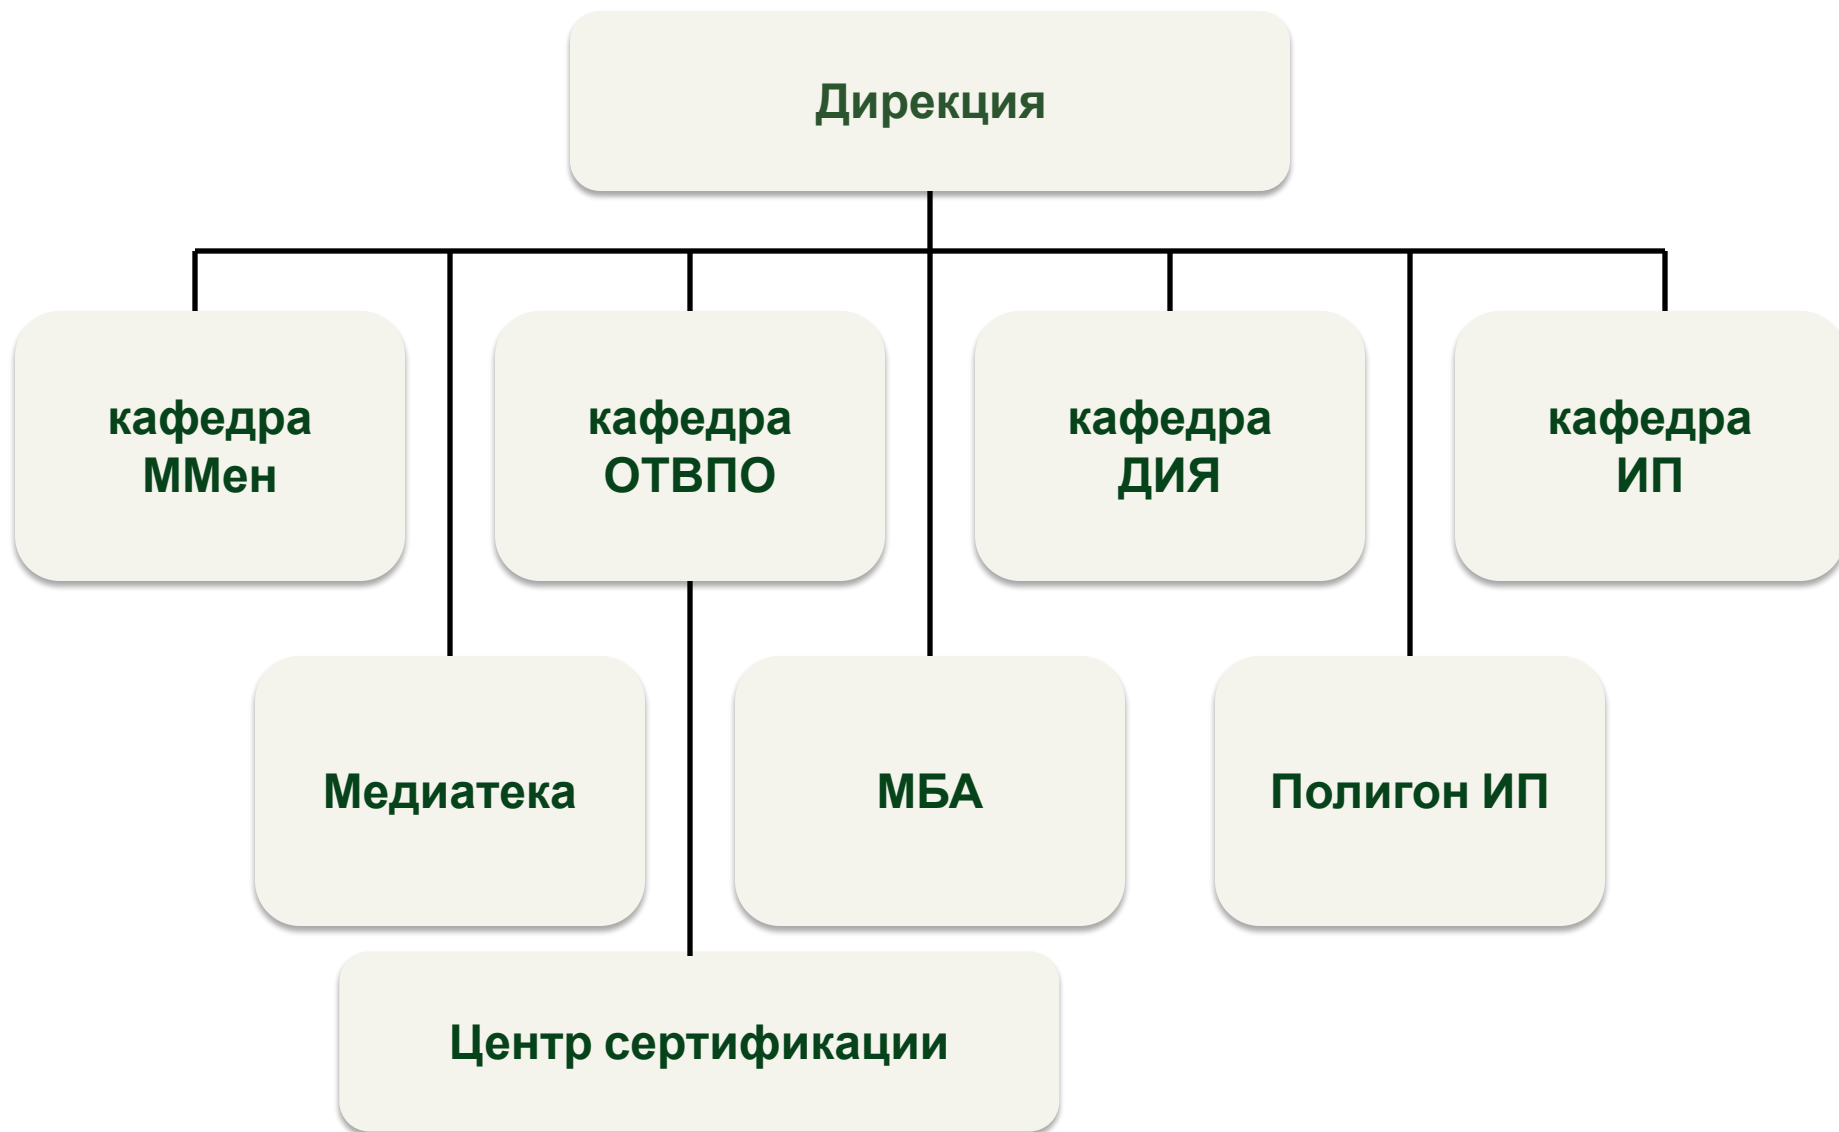 Дирекция
кафедра
ММен
кафедра
ОТВПО
кафедра
ДИЯ
кафедра
ИП
Медиатека
МБА
Полигон ИП
Центр сертификации